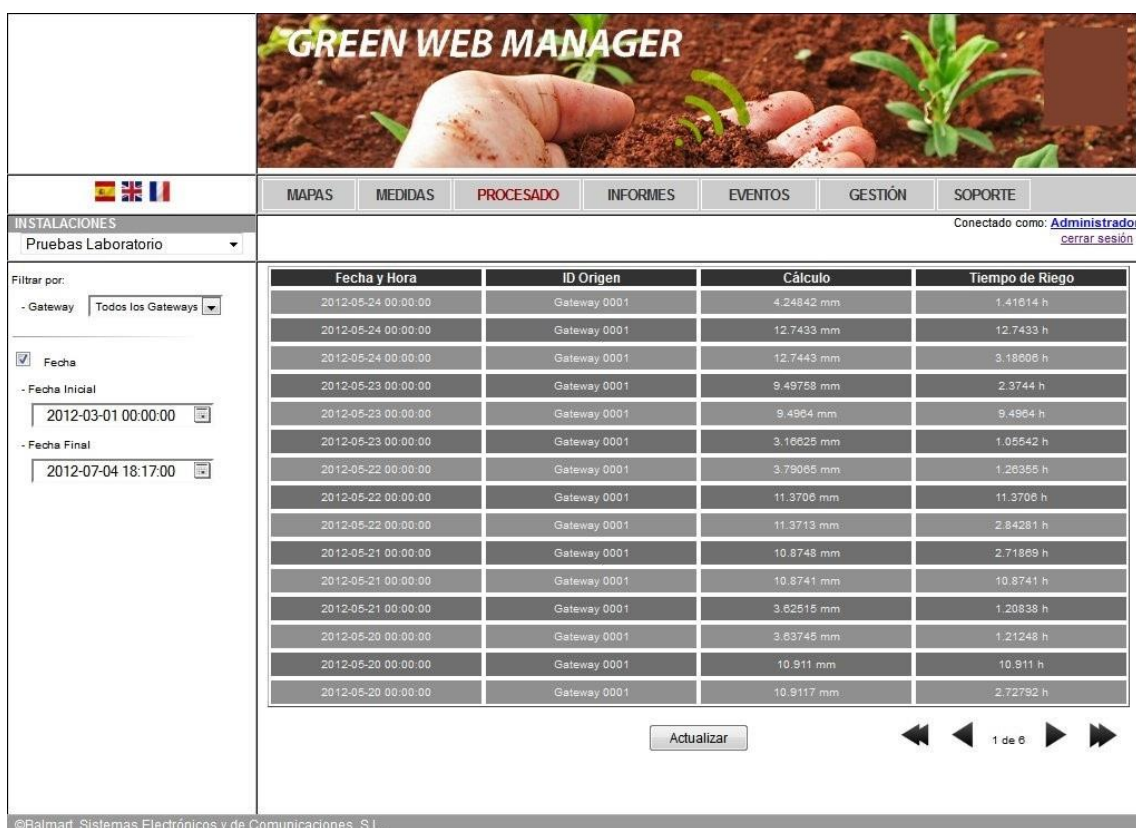 GREEN WEB MANAGER
MAPAS MEDIDAS PROCESADO INFORMES EVENTOS GESTIÓN SOPORTE
INSTALACIONES
Pruebas Laboratorio
Conectado como: Administrador
cerrar sesión
Filtrar por:
- Gateway Todos los Gateways
Fecha
- Fecha Inicial
2012-03-01 00:00:00
- Fecha Final
2012-07-04 18:17:00
Fecha y Hora ID Origen Cálculo Tiempo de Riego
2012-05-24 00:00:00 Gateway 0001 4.24842 mm 1.41614 h
2012-05-24 00:00:00 Gateway 0001 12.7433 mm 12.7433 h
2012-05-24 00:00:00 Gateway 0001 12.7443 mm 3.18606 h
2012-05-23 00:00:00 Gateway 0001 9.49758 mm 2.3744 h
2012-05-23 00:00:00 Gateway 0001 9.4964 mm 9.4964 h
2012-05-23 00:00:00 Gateway 0001 3.16625 mm 1.05542 h
2012-05-22 00:00:00 Gateway 0001 3.79065 mm 1.26355 h
2012-05-22 00:00:00 Gateway 0001 11.3706 mm 11.3706 h
2012-05-22 00:00:00 Gateway 0001 11.3713 mm 2.84281 h
2012-05-21 00:00:00 Gateway 0001 10.8748 mm 2.71869 h
2012-05-21 00:00:00 Gateway 0001 10.8741 mm 10.8741 h
2012-05-21 00:00:00 Gateway 0001 3.62515 mm 1.20838 h
2012-05-20 00:00:00 Gateway 0001 3.63745 mm 1.21248 h
2012-05-20 00:00:00 Gateway 0001 10.911 mm 10.911 h
2012-05-20 00:00:00 Gateway 0001 10.9117 mm 2.72792 h
Actualizar
1 de 6
©Balmart, Sistemas Electrónicos y de Comunicaciones, S.L.